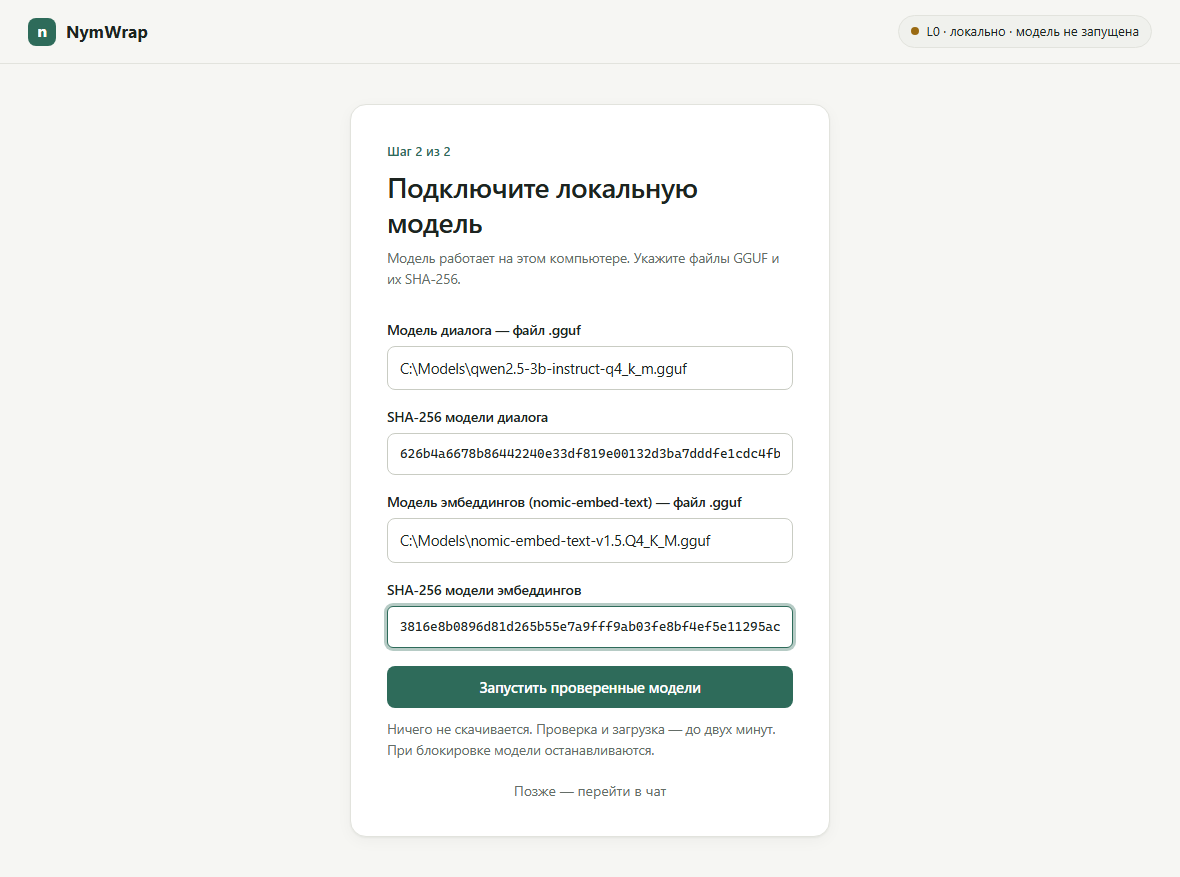 n NymWrap
L0 · локально · модель не запущена
Шаг 2 из 2
Подключите локальную
модель
Модель работает на этом компьютере. Укажите файлы GGUF и
их SHA-256.
Модель диалога — файл .gguf
C:\Models\qwen2.5-3b-instruct-q4_k_m.gguf
SHA-256 модели диалога
626b4a6678b86442240e33df819e00132d3ba7dddfe1cdc4fb
Модель эмбеддингов (nomic-embed-text) — файл .gguf
C:\Models\nomic-embed-text-v1.5.Q4_K_M.gguf
SHA-256 модели эмбеддингов
3816e8b0896d81d265b55e7a9fff9ab03fe8bf4ef5e11295ac
Запустить проверенные модели
Ничего не скачивается. Проверка и загрузка — до двух минут.
При блокировке модели останавливаются.
Позже — перейти в чат